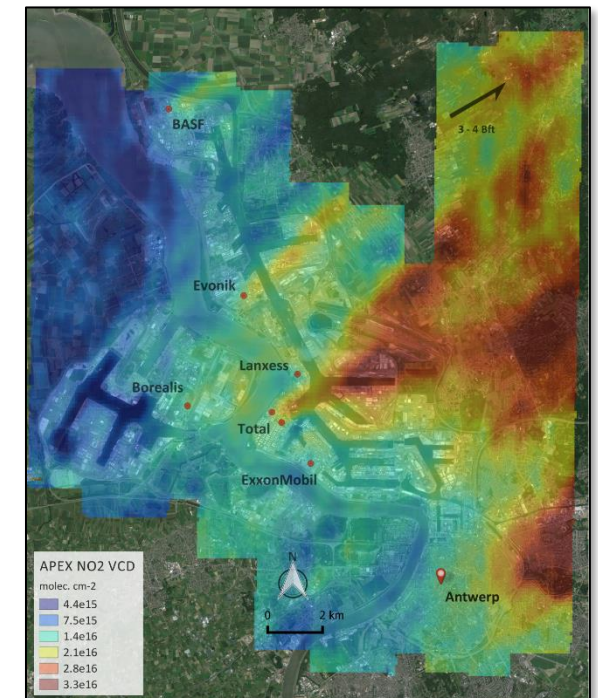 3 - 4 Bft
BASF
Evonik
Lanxess
Borealis
Total
ExxonMobil
Antwerp
N
0 2 km
APEX NO2 VCD
molec. cm-2
4.4e15
7.5e15
1.4e16
2.1e16
2.8e16
3.3e16